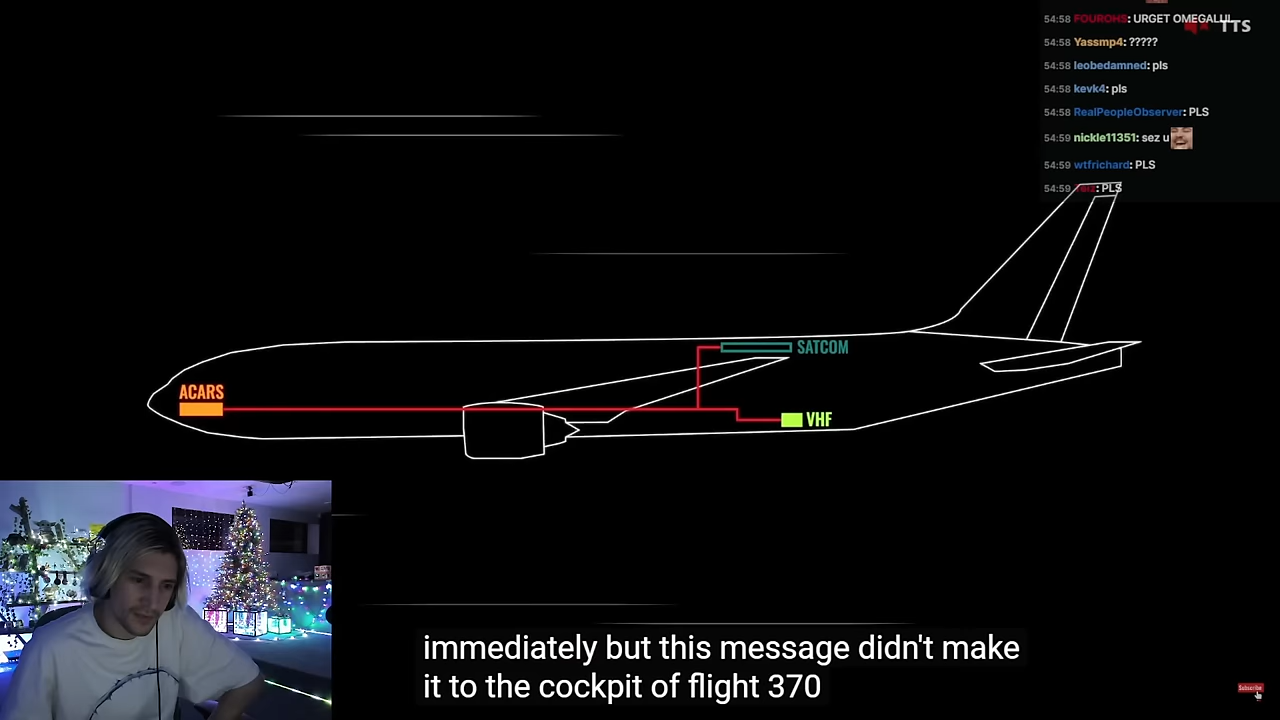 54:58 FOUROHS: URGET OMEGALUL
TTS
54:58 Yassmp4: ?????
54:58 leobedamned: pls
54:58 kevk4: pls
54:58 RealPeopleObserver: PLS
54:59 nickle11351: sez u
54:59 wtfrichard: PLS
54:59 : PLS
SATCOM
ACARS
VHF
immediately but this message didn't make
it to the cockpit of flight 370
Subscribe